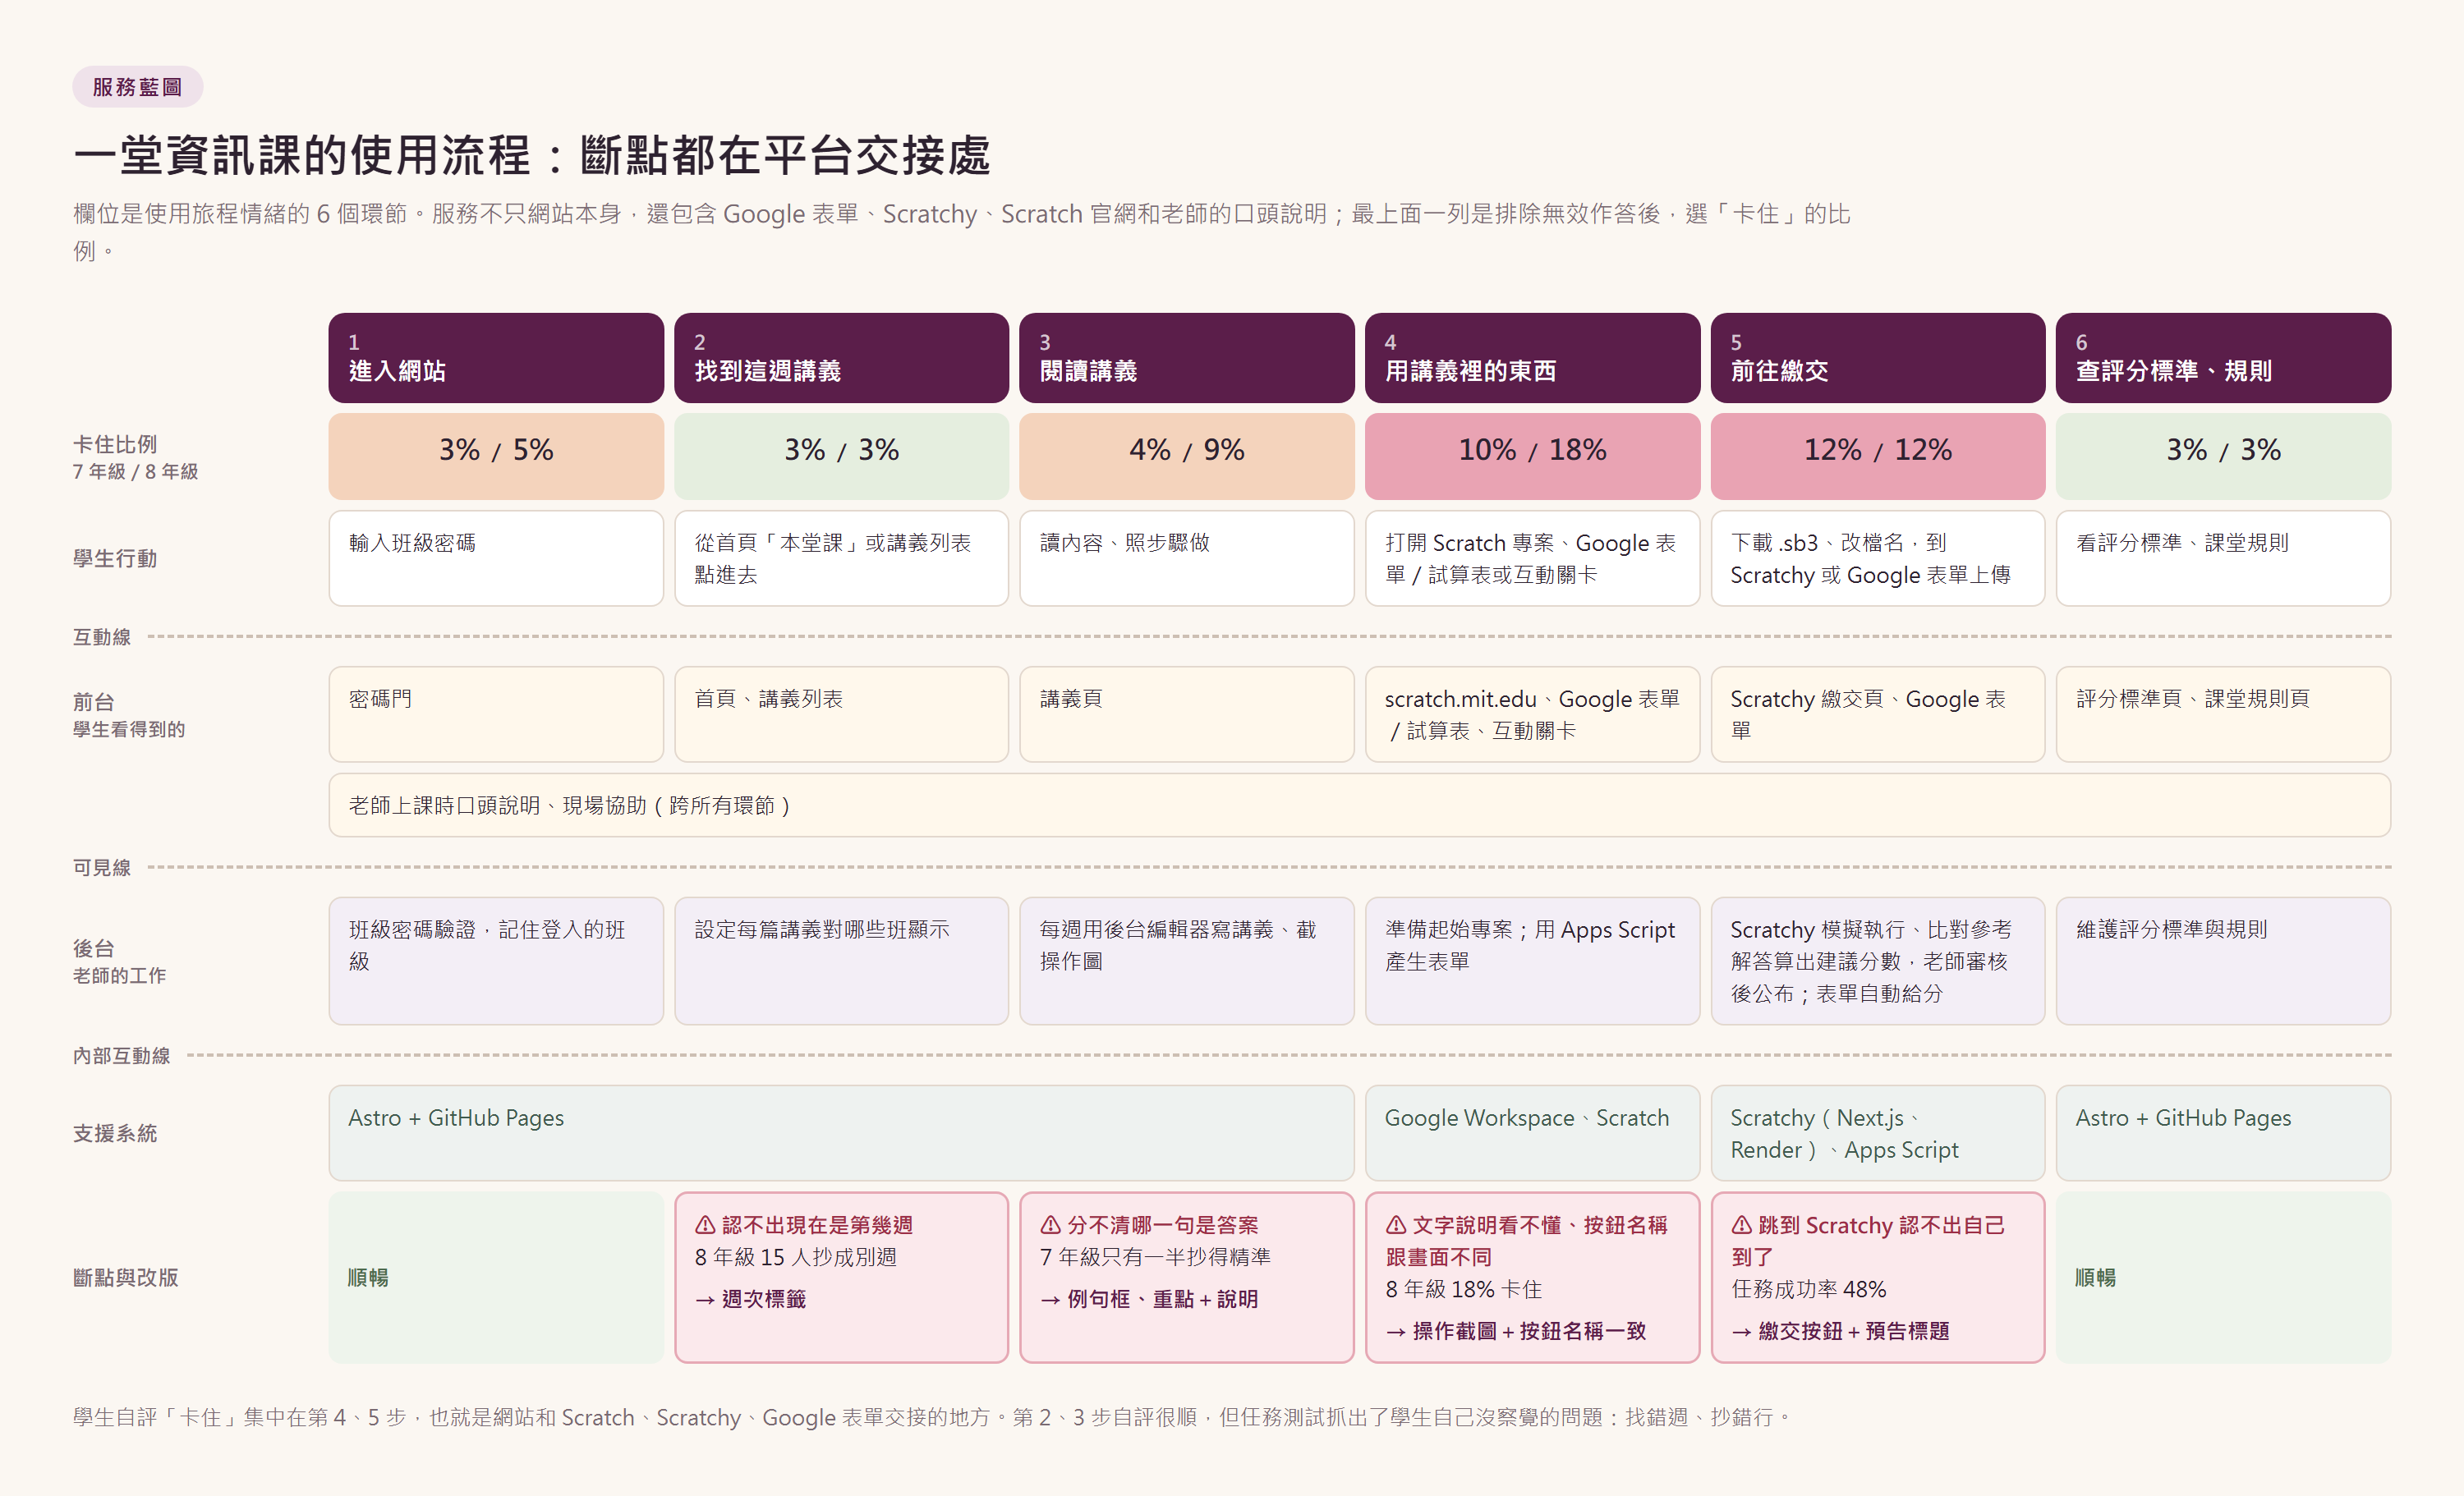 服務藍圖
一堂資訊課的使用流程：斷點都在平台交接處
欄位是使用旅程情緒的 6 個環節。服務不只網站本身，還包含 Google 表單、Scratchy、Scratch 官網和老師的口頭說明；最上面一列是排除無效作答後，選「卡住」的比
例。
1
進入網站
2
找到這週講義
3
閱讀講義
4
用講義裡的東西
5
前往繳交
6
查評分標準、規則
卡住比例
7 年級 / 8 年級
3% / 5%
3% / 3%
4% / 9%
10% / 18%
12% / 12%
3% / 3%
學生行動
輸入班級密碼
從首頁「本堂課」或講義列表
點進去
讀內容、照步驟做
打開 Scratch 專案、Google 表
單 / 試算表或互動關卡
下載 .sb3、改檔名，到
Scratchy 或 Google 表單上傳
看評分標準、課堂規則
互動線
前台
學生看得到的
密碼門
首頁、講義列表
講義頁
scratch.mit.edu、Google 表單
/ 試算表、互動關卡
Scratchy 繳交頁、Google 表
單
評分標準頁、課堂規則頁
老師上課時口頭說明、現場協助（跨所有環節）
可見線
後台
老師的工作
班級密碼驗證，記住登入的班
級
設定每篇講義對哪些班顯示
每週用後台編輯器寫講義、截
操作圖
準備起始專案；用 Apps Script
產生表單
Scratchy 模擬執行、比對參考
解答算出建議分數，老師審核
後公布；表單自動給分
維護評分標準與規則
內部互動線
支援系統
Astro + GitHub Pages
Google Workspace、Scratch
Scratchy（Next.js、
Render）、Apps Script
Astro + GitHub Pages
斷點與改版
順暢
⚠ 認不出現在是第幾週
8 年級 15 人抄成別週
→ 週次標籤
⚠ 分不清哪一句是答案
7 年級只有一半抄得精準
→ 例句框、重點 + 說明
⚠ 文字說明看不懂、按鈕名稱
跟畫面不同
8 年級 18% 卡住
→ 操作截圖 + 按鈕名稱一致
⚠ 跳到 Scratchy 認不出自己
到了
任務成功率 48%
→ 繳交按鈕 + 預告標題
順暢
學生自評「卡住」集中在第 4、5 步，也就是網站和 Scratch、Scratchy、Google 表單交接的地方。第 2、3 步自評很順，但任務測試抓出了學生自己沒察覺的問題：找錯週、抄錯行。